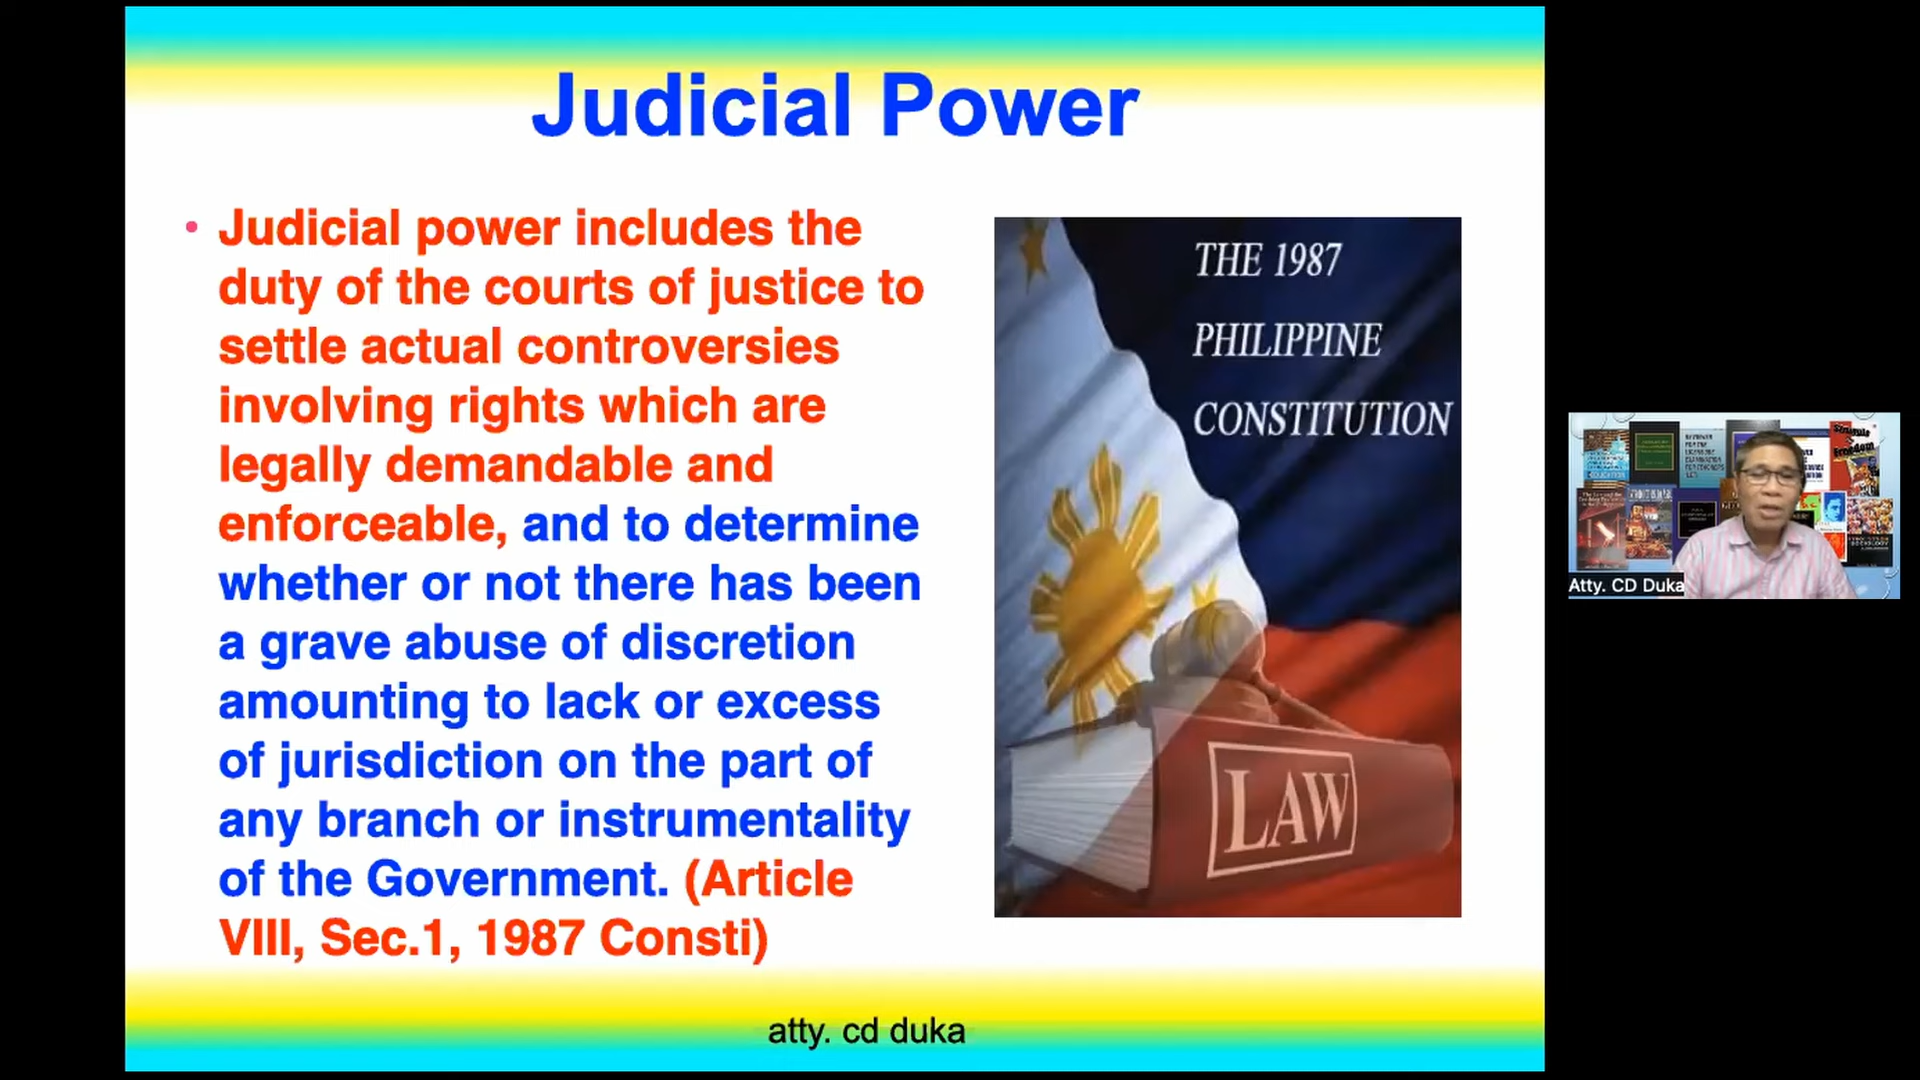 Judicial Power
• Judicial power includes the
duty of the courts of justice to
settle actual controversies
involving rights which are
legally demandable and
enforceable, and to determine
whether or not there has been
a grave abuse of discretion
amounting to lack or excess
of jurisdiction on the part of
any branch or instrumentality
of the Government. (Article
VIII, Sec.1, 1987 Consti)
THE 1987
PHILIPPINE
CONSTITUTION
LAW
Atty. CD Duka
atty. cd duka